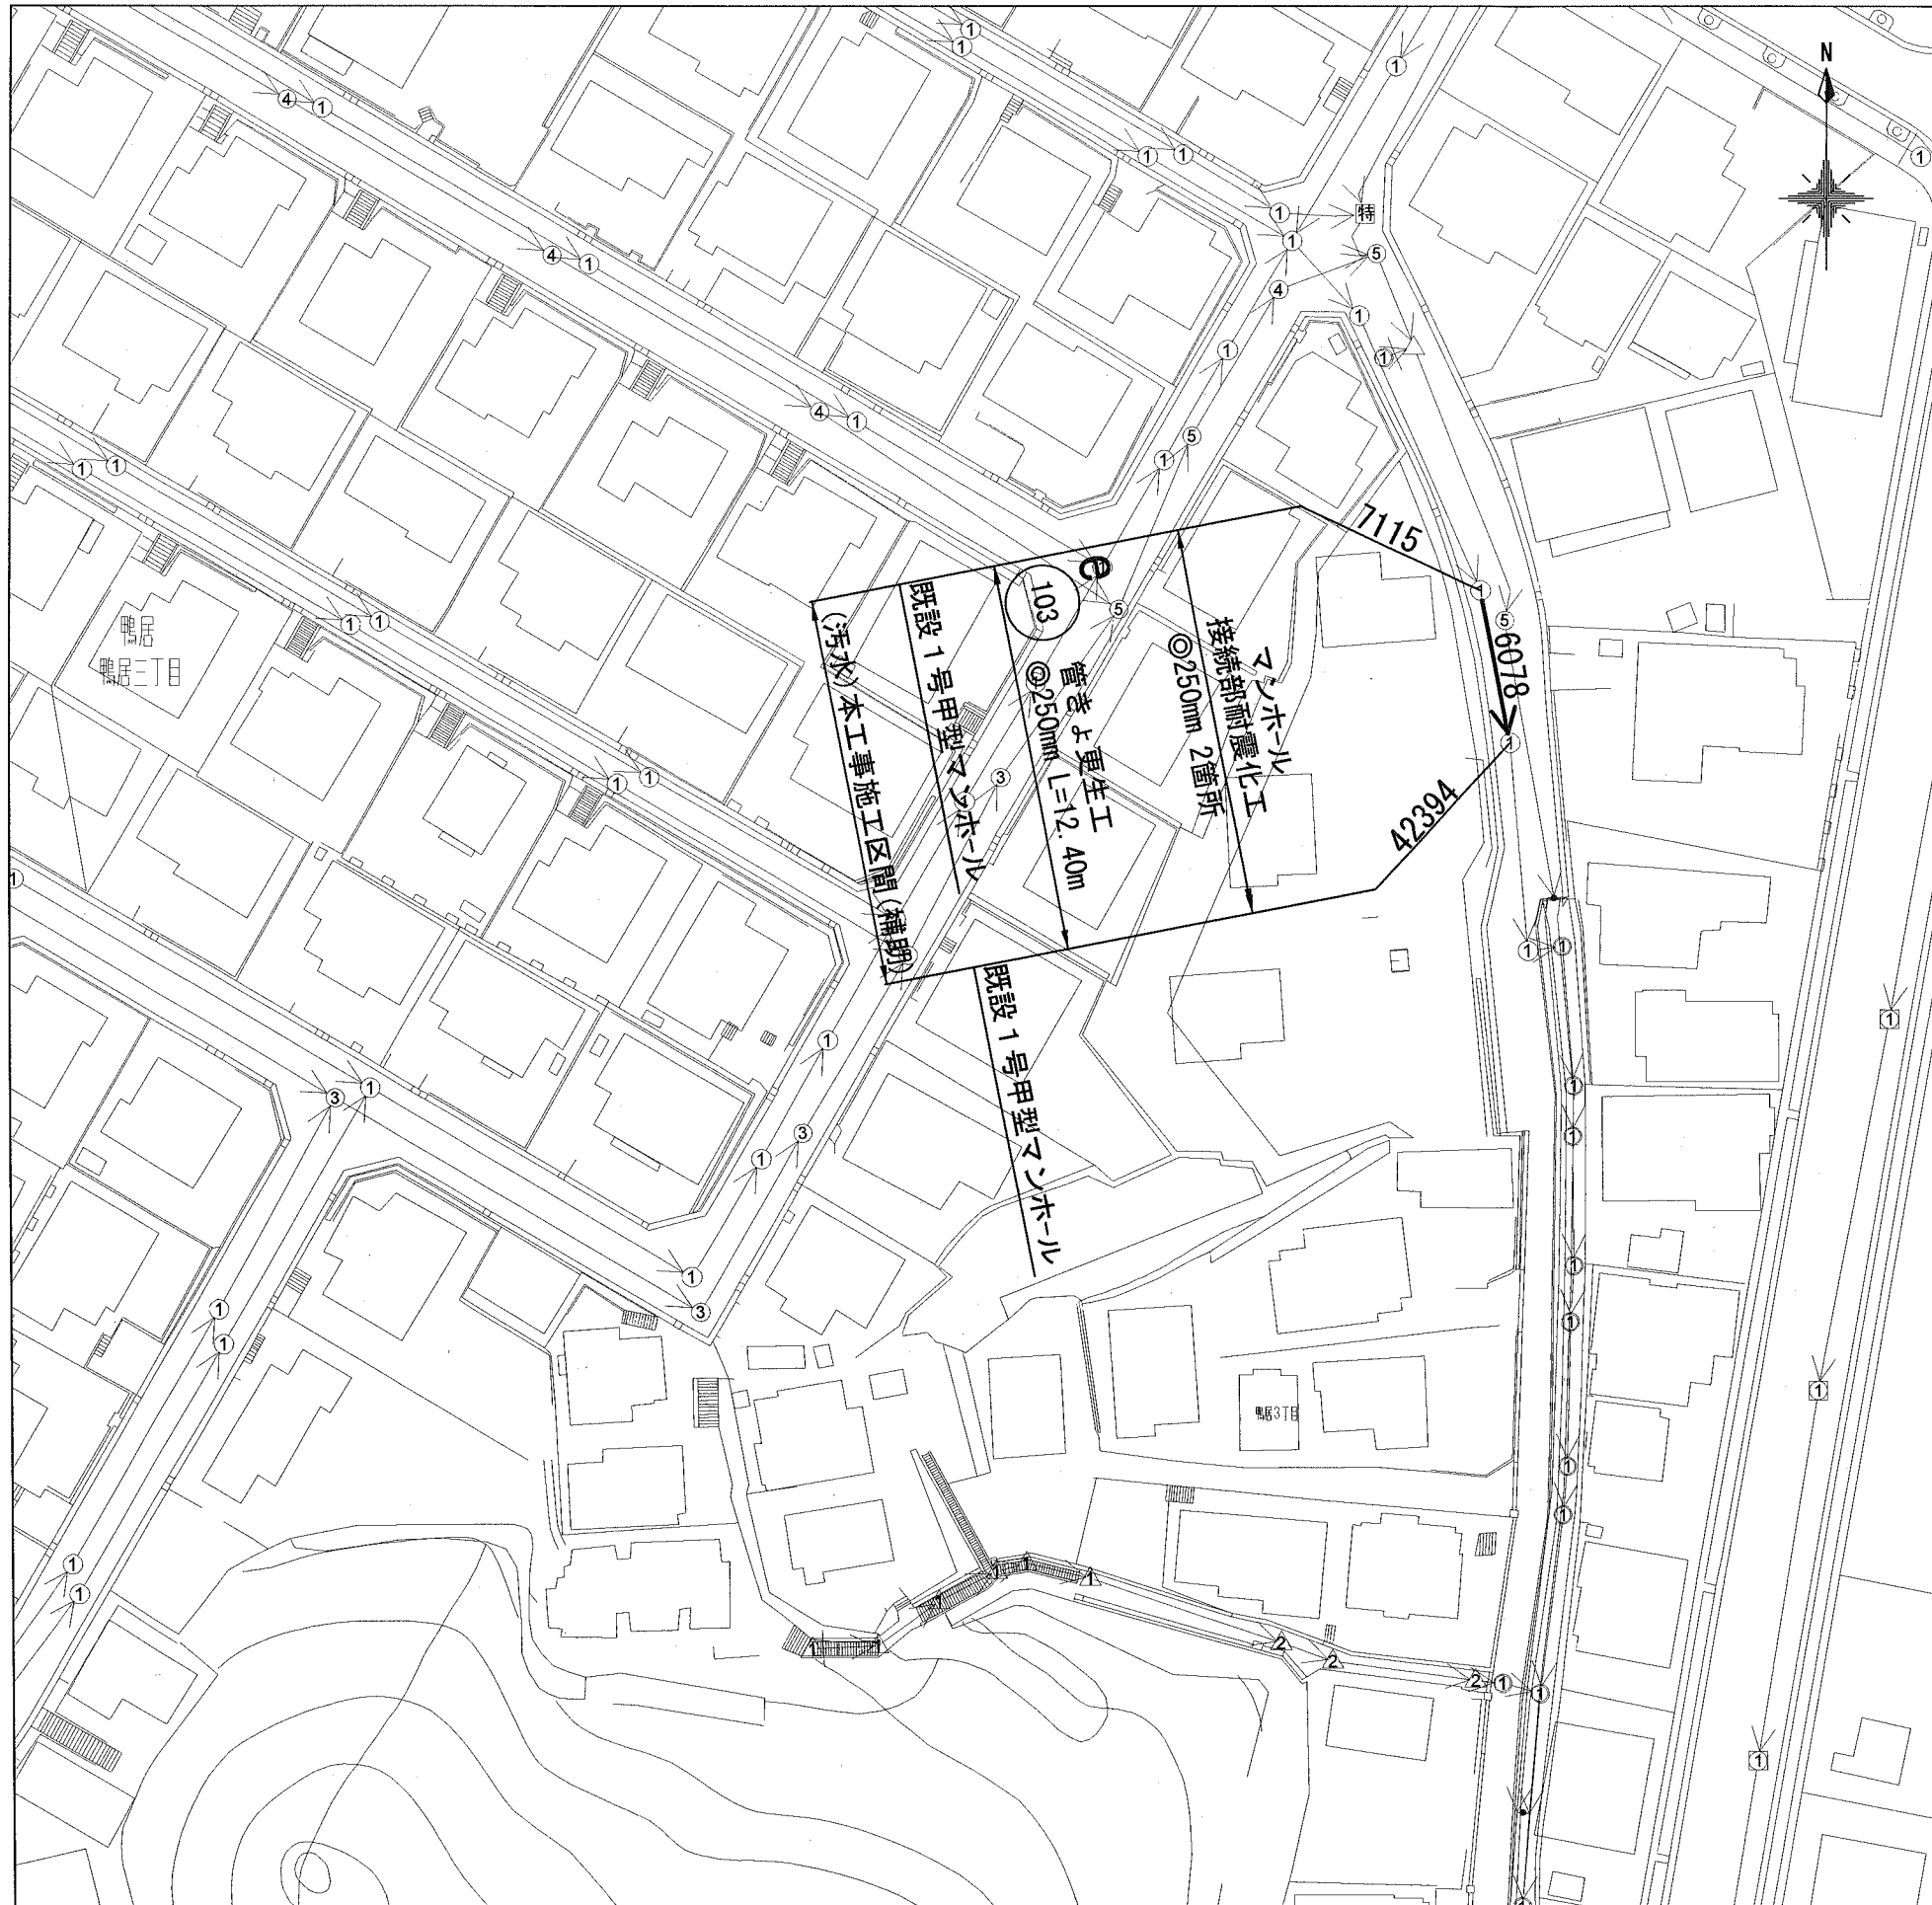 N
特
7115
6078
42394
e
103
マンホール
接続部耐震化工
◎250mm 2箇所
管きょ更生工
◎250mm L=12.40m
既設1号甲型マンホール
(汚水)本工事施工区間(補助)
既設1号甲型マンホール
鴨居
鴨居三丁目
鴨居3丁目